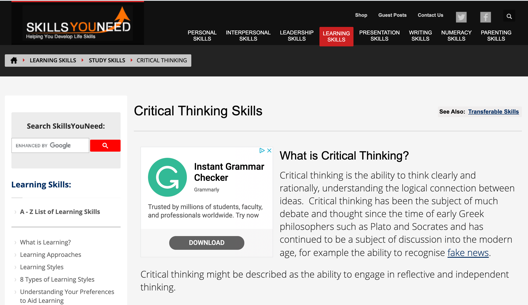 SKILLSYOUNEED
Helping You Develop Life Skills
Shop Guest Posts Contact Us
PERSONAL SKILLS
INTERPERSONAL SKILLS
LEADERSHIP SKILLS
LEARNING SKILLS
PRESENTATION SKILLS
WRITING SKILLS
NUMERACY SKILLS
PARENTING SKILLS
LEARNING SKILLS STUDY SKILLS CRITICAL THINKING
Search SkillsYouNeed:
ENHANCED BY Google
Learning Skills:
A - Z List of Learning Skills
What is Learning?
Learning Approaches
Learning Styles
8 Types of Learning Styles
Understanding Your Preferences
to Aid Learning
Critical Thinking Skills
See Also: Transferable Skills
Instant Grammar
Checker
Grammarly
Trusted by millions of students, faculty,
and professionals worldwide. Try now
DOWNLOAD
What is Critical Thinking?
Critical thinking is the ability to think clearly and
rationally, understanding the logical connection between
ideas. Critical thinking has been the subject of much
debate and thought since the time of early Greek
philosophers such as Plato and Socrates and has
continued to be a subject of discussion into the modern
age, for example the ability to recognise fake news.
Critical thinking might be described as the ability to engage in reflective and independent
thinking.